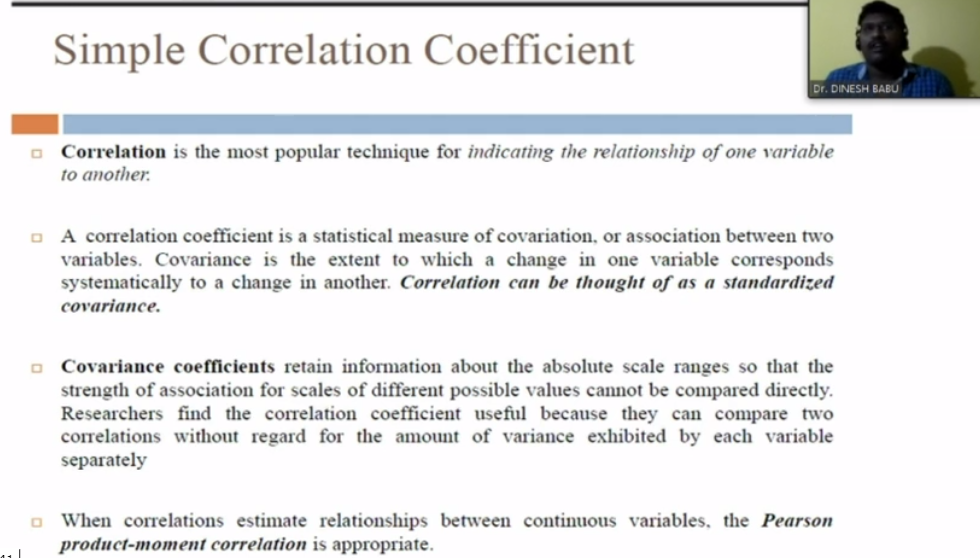 Simple Correlation Coefficient
Dr. DINESH BABU
Correlation is the most popular technique for indicating the relationship of one variable
to another.
A correlation coefficient is a statistical measure of covariation, or association between two
variables. Covariance is the extent to which a change in one variable corresponds
systematically to a change in another. Correlation can be thought of as a standardized
covariance.
Covariance coefficients retain information about the absolute scale ranges so that the
strength of association for scales of different possible values cannot be compared directly.
Researchers find the correlation coefficient useful because they can compare two
correlations without regard for the amount of variance exhibited by each variable
separately
When correlations estimate relationships between continuous variables, the Pearson
product-moment correlation is appropriate.